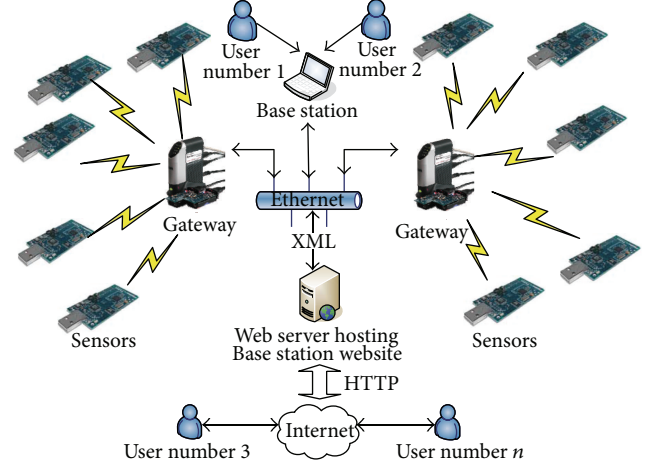 User
number 1
User
number 2
Base station
Ethernet
Gateway
Gateway
XML
Sensors
Web server hosting
Base station website
Sensors
HTTP
Internet
User number 3
User number n